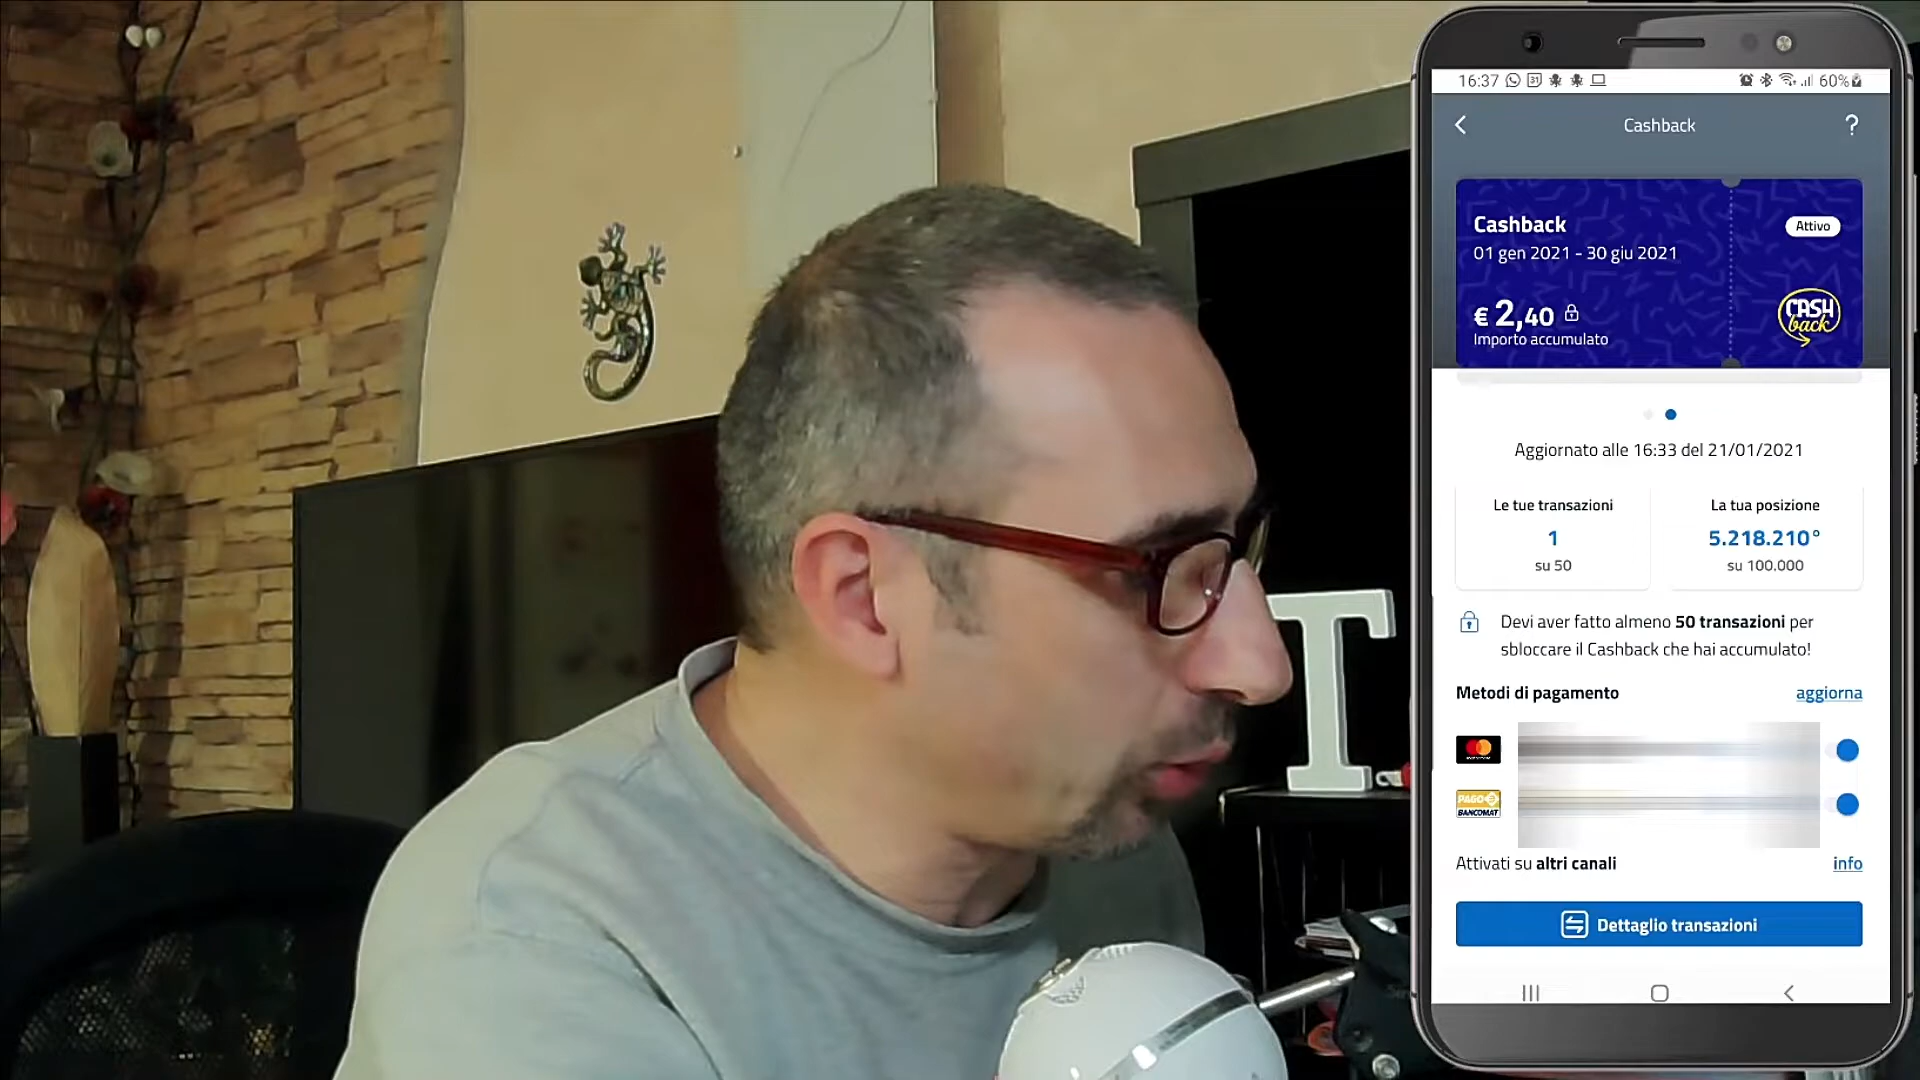 16:37
31
60%
Cashback
?
Cashback
Attivo
01 gen 2021 - 30 giu 2021
€ 2,40
Importo accumulato
CASH
back
Aggiornato alle 16:33 del 21/01/2021
Le tue transazioni
1
su 50
La tua posizione
5.218.210°
su 100.000
Devi aver fatto almeno 50 transazioni per
sbloccare il Cashback che hai accumulato!
Metodi di pagamento
aggiorna
PAGO
BANCOMAT
Attivati su altri canali
info
Dettaglio transazioni
T